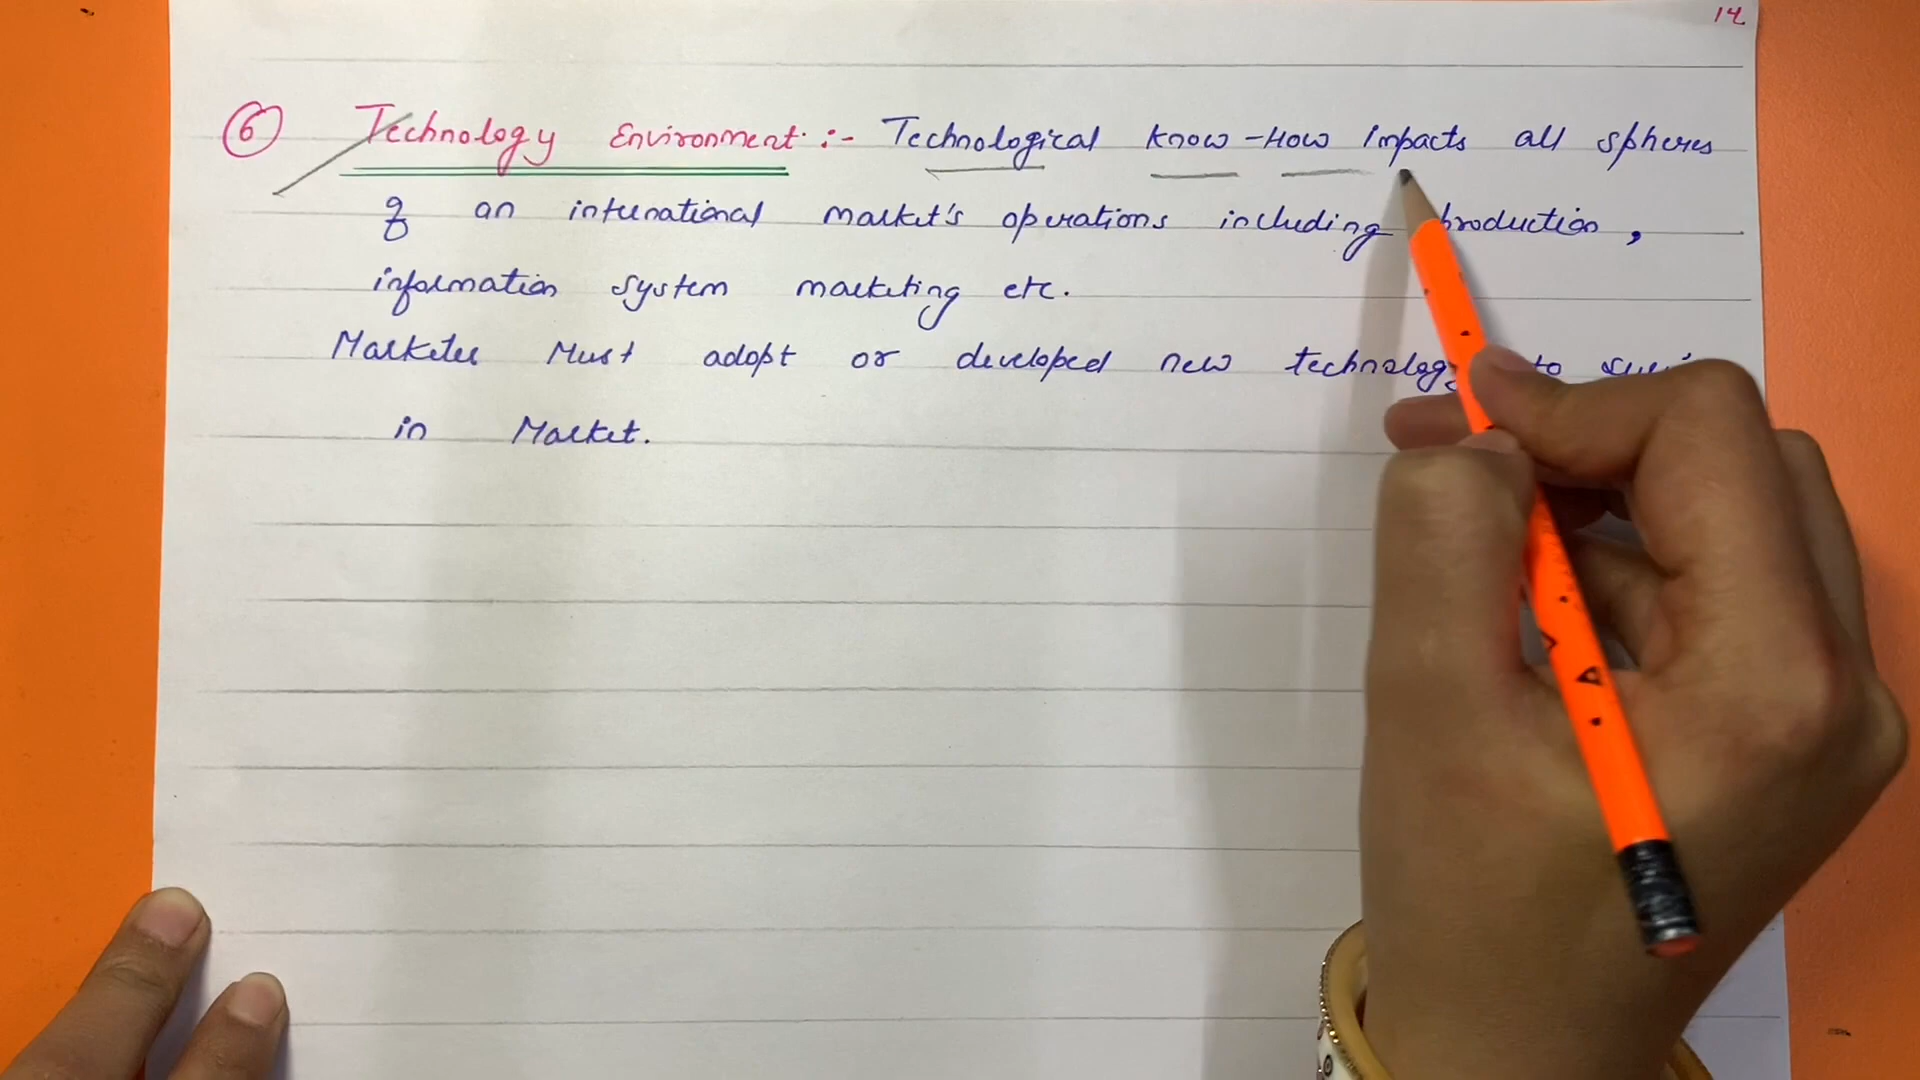 14
6 Technology Environment :- Technological Know-How Impacts all spheres
of an international market's operations including production,
information system marketing etc.
Marketer Must adopt or developed new technology to
in Market.